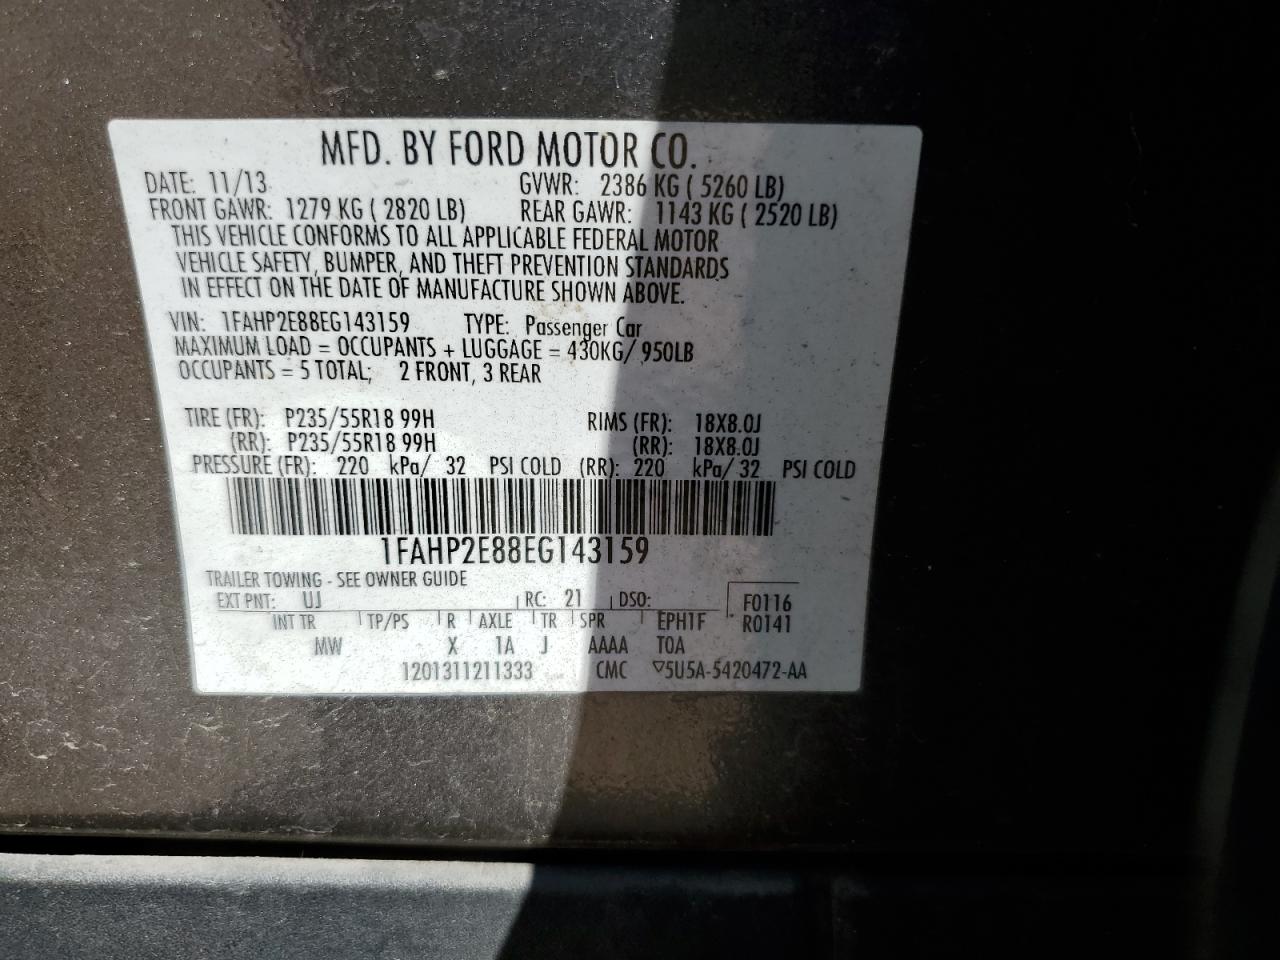 MFD. BY FORD MOTOR CO.
DATE: 11/13 GVWR: 2386 KG ( 5260 LB)
FRONT GAWR: 1279 KG ( 2820 LB) REAR GAWR: 1143 KG ( 2520 LB)
THIS VEHICLE CONFORMS TO ALL APPLICABLE FEDERAL MOTOR
VEHICLE SAFETY, BUMPER, AND THEFT PREVENTION STANDARDS
IN EFFECT ON THE DATE OF MANUFACTURE SHOWN ABOVE.
VIN: 1FAHP2E88EG143159 TYPE: Passenger Car
MAXIMUM LOAD = OCCUPANTS + LUGGAGE = 430KG/ 950LB
OCCUPANTS = 5 TOTAL; 2 FRONT, 3 REAR
TIRE (FR): P235/55R18 99H RIMS (FR): 18X8.0J
(RR): P235/55R18 99H (RR): 18X8.0J
PRESSURE (FR): 220 kPa/ 32 PSI COLD (RR): 220 kPa/ 32 PSI COLD
1FAHP2E88EG143159
TRAILER TOWING - SEE OWNER GUIDE
EXT PNT: UJ RC: 21 DSO: F0116
INT TR TP/PS R AXLE TR SPR EPH1F R0141
MW X 1A J AAAA T0A
1201311211333 CMC ▽5U5A-5420472-AA